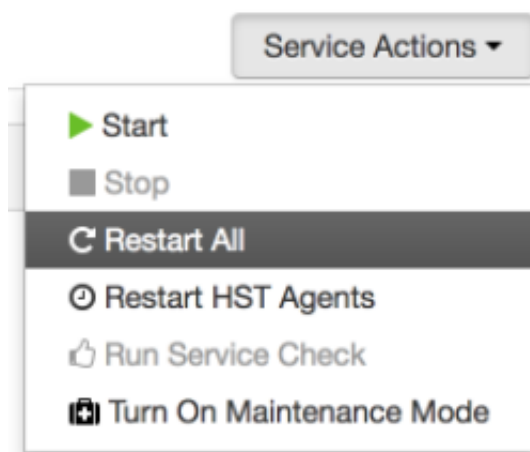 Service Actions
Start
Stop
Restart All
Restart HST Agents
Run Service Check
Turn On Maintenance Mode